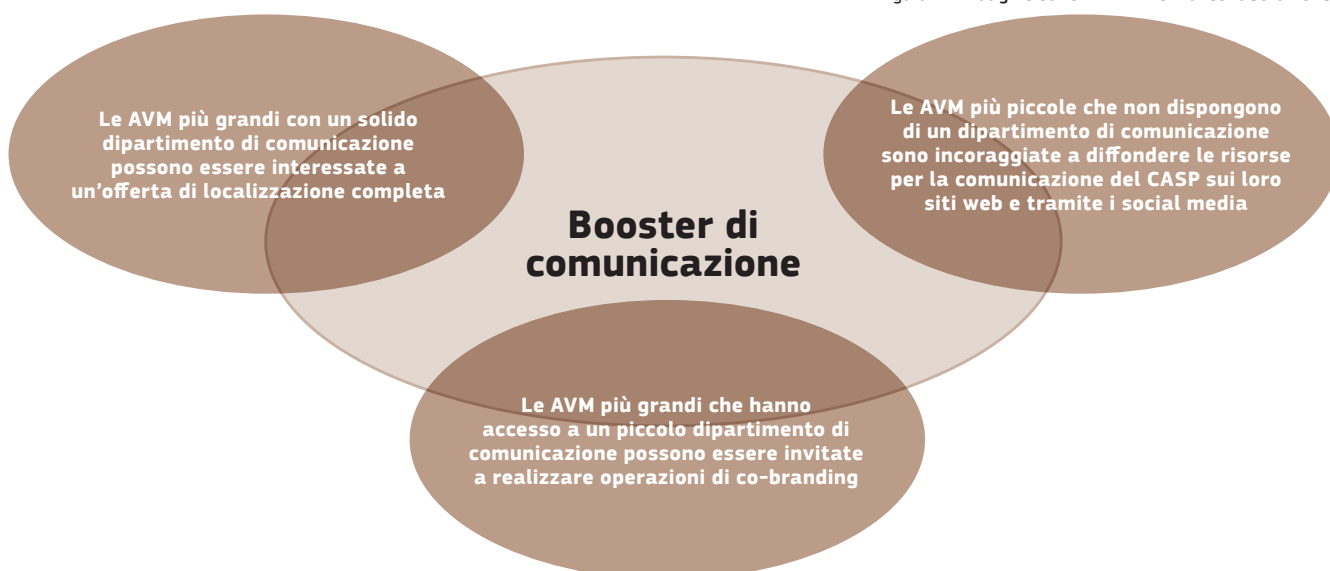 Le AVM più grandi con un solido
dipartimento di comunicazione
possono essere interessate a
un'offerta di localizzazione completa
Le AVM più piccole che non dispongono
di un dipartimento di comunicazione
sono incoraggiate a diffondere le risorse
per la comunicazione del CASP sui loro
siti web e tramite i social media
Booster di
comunicazione
Le AVM più grandi che hanno
accesso a un piccolo dipartimento di
comunicazione possono essere invitate
a realizzare operazioni di co-branding